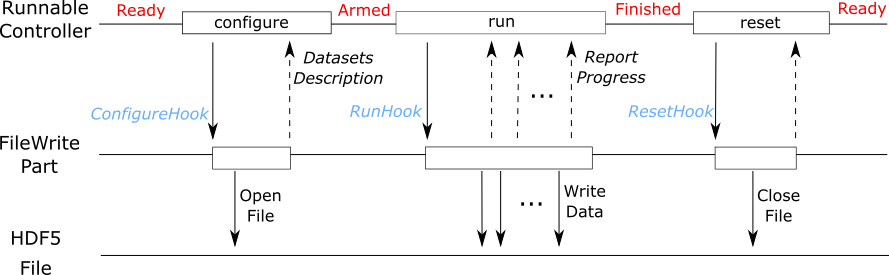 Runnable
Controller
Ready
configure
Armed
run
Finished
reset
Ready
Datasets
Description
Report
Progress
...
ConfigureHook
RunHook
ResetHook
FileWrite
Part
Open
File
...
Write
Data
Close
File
HDF5
File